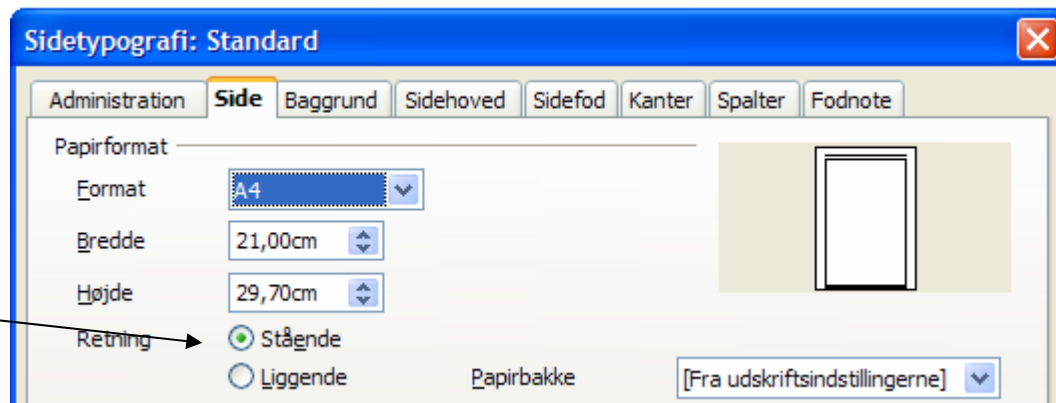 Sidetypografi: Standard
Administration Side Baggrund Sidehoved Sidefod Kanter Spalter Fodnote
Papirformat
Format A4
Bredde 21,00cm
Højde 29,70cm
Retning Stående
Liggende Papirbakke [Fra udskriftsindstillingerne]